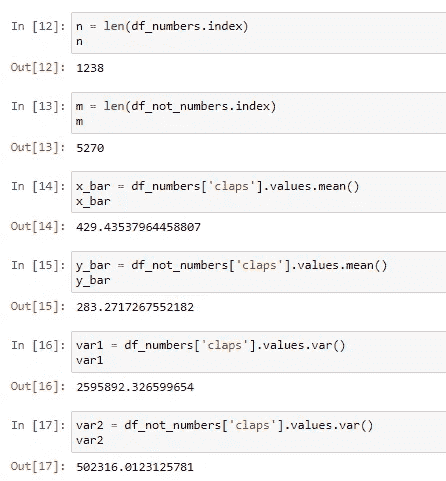 In [12]: n = len(df_numbers.index)
n
Out[12]: 1238
In [13]: m = len(df_not_numbers.index)
m
Out[13]: 5270
In [14]: x_bar = df_numbers['claps'].values.mean()
x_bar
Out[14]: 429.43537964458807
In [15]: y_bar = df_not_numbers['claps'].values.mean()
y_bar
Out[15]: 283.2717267552182
In [16]: var1 = df_numbers['claps'].values.var()
var1
Out[16]: 2595892.326599654
In [17]: var2 = df_not_numbers['claps'].values.var()
var2
Out[17]: 502316.0123125781